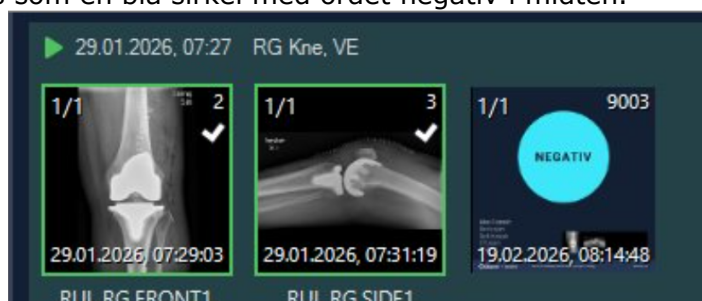 som en blå sirkel med ordet negativ i midten.
29.01.2026, 07:27 RG Kne, VE
1/1 2
29.01.2026, 07:29:03
RUL RG FRONT1
1/1 3
29.01.2026, 07:31:19
RUL RG SIDE1
1/1 9003
NEGATIV
19.02.2026, 08:14:48